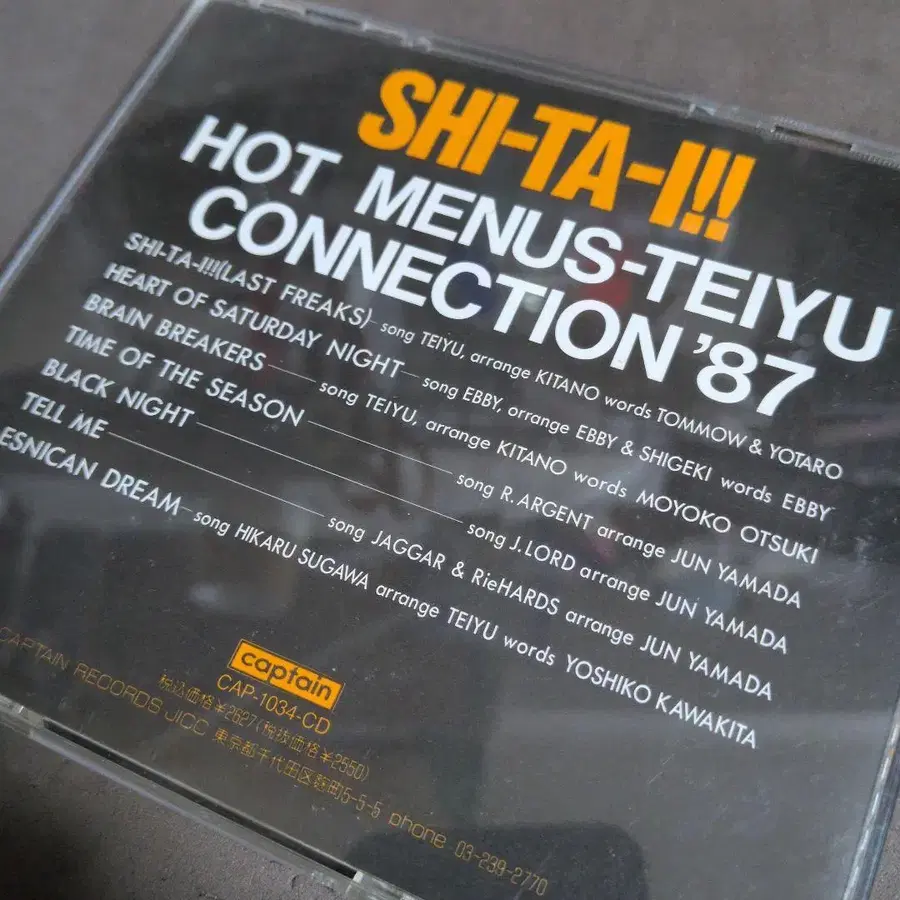 SHI-TA-I!!
HOT MENUS-TEIYU
CONNECTION '87
SHI-TA-I!!!(LAST FREAKS) song TEIYU, arrange KITANO words TOMMOW & YOTARO
HEART OF SATURDAY NIGHT song EBBY, orrange EBBY & SHIGEKI words EBBY
BRAIN BREAKERS song TEIYU, arrange KITANO words MOYOKO OTSUKI
TIME OF THE SEASON song R.ARGENT arrange JUN YAMADA
BLACK NIGHT song J.LORD arrange JUN YAMADA
TELL ME song JAGGAR & RieHARDS arrange JUN YAMADA
ESNICAN DREAM song HIKARU SUGAWA arrange TEIYU words YOSHIKO KAWAKITA
captain
CAP-1034-CD
税込価格¥2627(税抜価格¥2550)
CAPTAIN RECORDS JICC 東京都千代田区麹町5-5-5 phone 03-239-2770